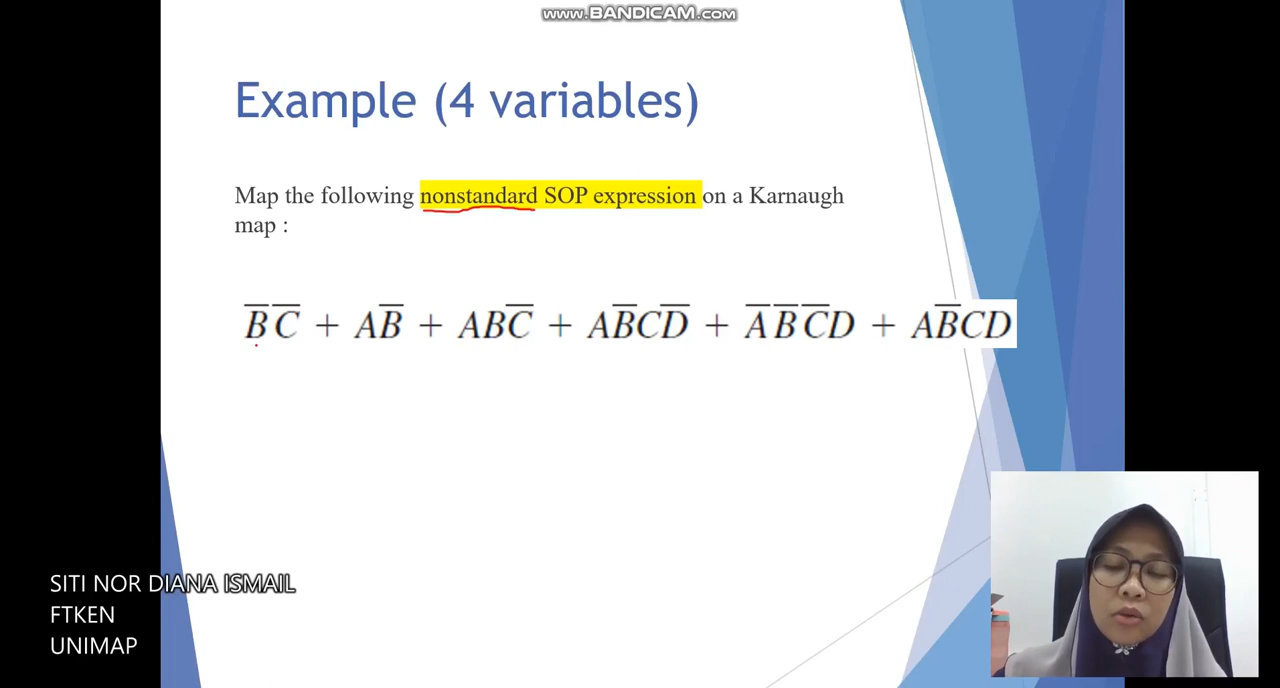 www.BANDICAM.com
Example (4 variables)
Map the following nonstandard SOP expression on a Karnaugh
map :
B̅ C̅ + AB̅ + ABC̅ + AB̅CD̅ + A̅ B̅ C̅D + AB̅CD
SITI NOR DIANA ISMAIL
FTKEN
UNIMAP